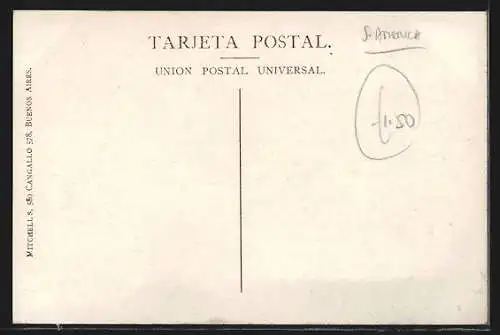 TARJETA POSTAL.
UNION POSTAL UNIVERSAL.
S. AMERICA
1.50
MITCHELL'S, 580 CANGALLO 578, BUENOS AIRES.